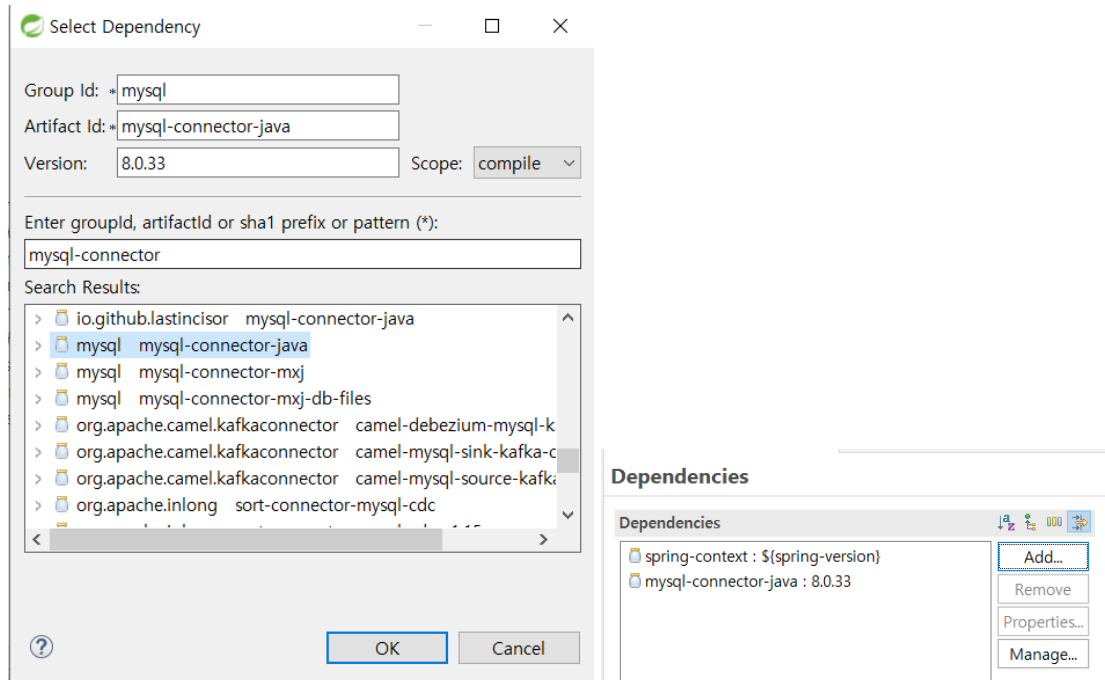 Select Dependency
Group Id: * mysql
Artifact Id: * mysql-connector-java
Version: 8.0.33 Scope: compile
Enter groupId, artifactId or sha1 prefix or pattern (*):
mysql-connector
Search Results:
io.github.lastincisor mysql-connector-java
mysql mysql-connector-java
mysql mysql-connector-mxj
mysql mysql-connector-mxj-db-files
org.apache.camel.kafkaconnector camel-debezium-mysql-k
org.apache.camel.kafkaconnector camel-mysql-sink-kafka-c
org.apache.camel.kafkaconnector camel-mysql-source-kafka
org.apache.inlong sort-connector-mysql-cdc
OK Cancel
Dependencies
Dependencies
spring-context : ${spring-version}
mysql-connector-java : 8.0.33
Add...
Remove
Properties...
Manage...